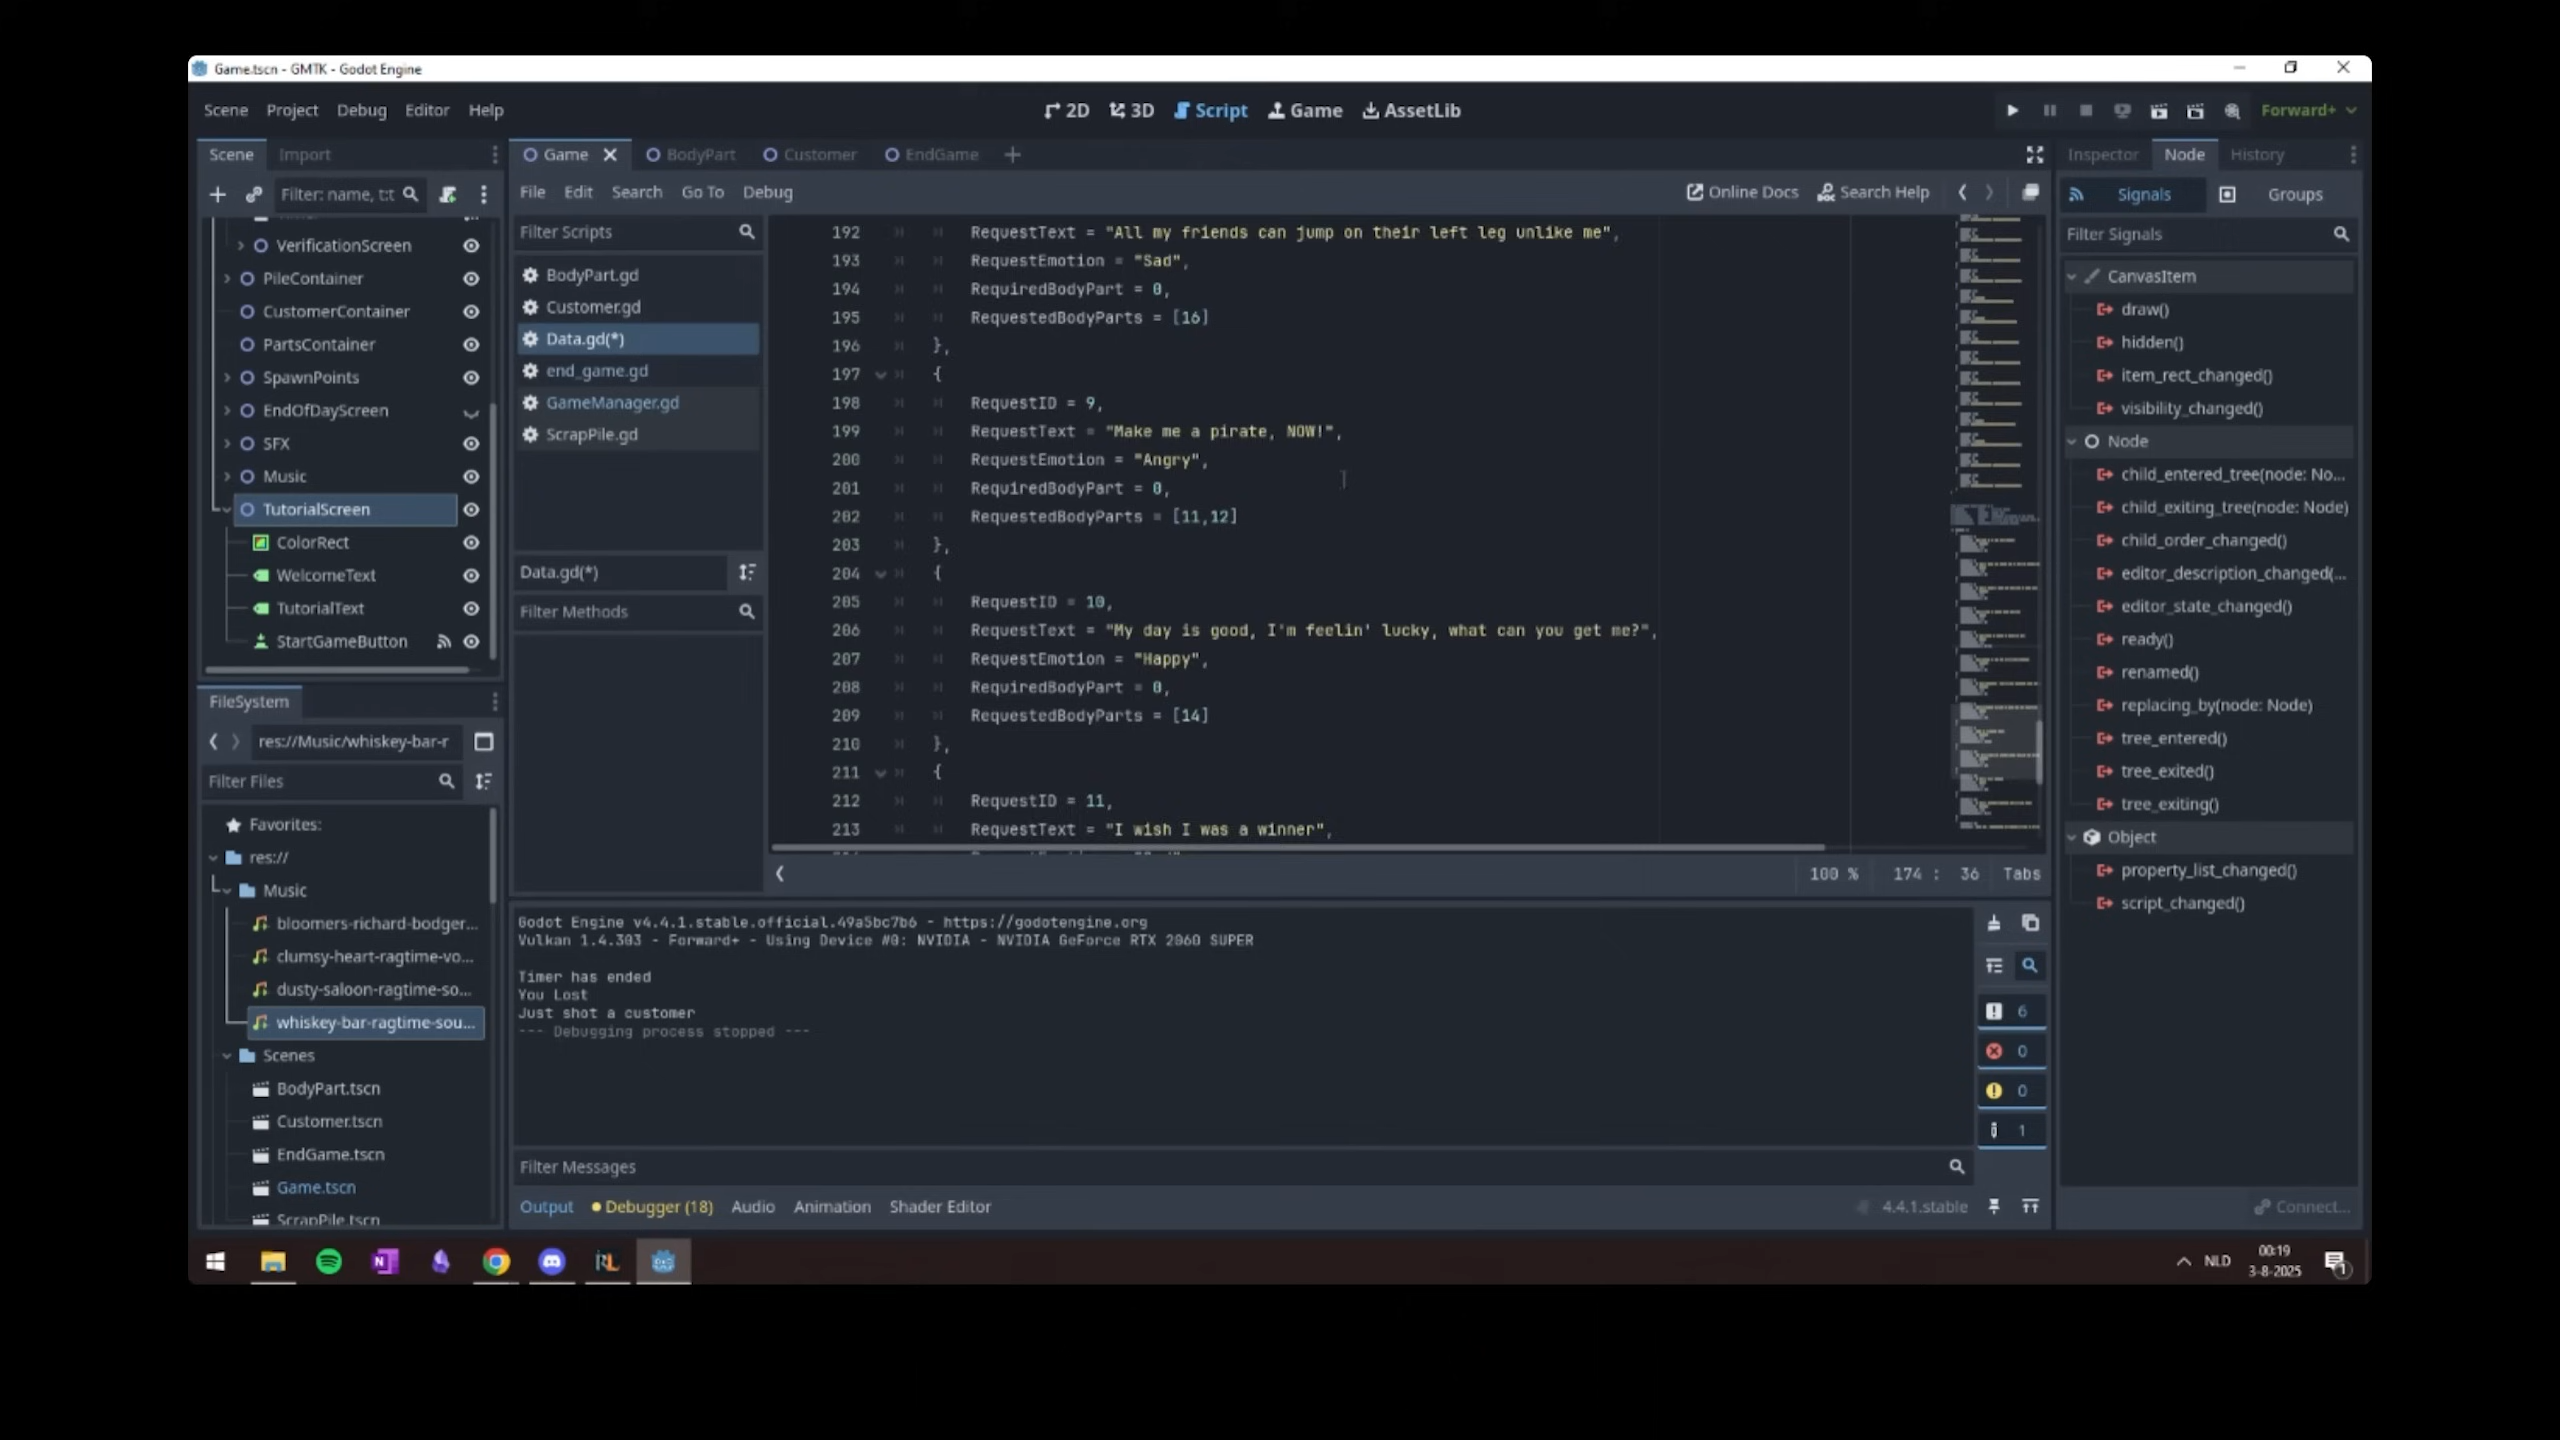 Game.tscn - GMTK - Godot Engine
Scene Project Debug Editor Help
2D 3D Script Game AssetLib
Forward+
Scene Import
Filter: name, t:t
VerificationScreen
PileContainer
CustomerContainer
PartsContainer
SpawnPoints
EndOfDayScreen
SFX
Music
TutorialScreen
ColorRect
WelcomeText
TutorialText
StartGameButton
FileSystem
res://Music/whiskey-bar-r
Filter Files
Favorites:
res://
Music
bloomers-richard-bodger...
clumsy-heart-ragtime-vo...
dusty-saloon-ragtime-so...
whiskey-bar-ragtime-sou...
Scenes
BodyPart.tscn
Customer.tscn
EndGame.tscn
Game.tscn
ScrapPile.tscn
Game BodyPart Customer EndGame
File Edit Search Go To Debug
Online Docs Search Help
Filter Scripts
BodyPart.gd
Customer.gd
Data.gd(*)
end_game.gd
GameManager.gd
ScrapPile.gd
Data.gd(*)
Filter Methods
192 RequestText = "All my friends can jump on their left leg unlike me",
193 RequestEmotion = "Sad",
194 RequiredBodyPart = 0,
195 RequestedBodyParts = [16]
196 },
197 {
198 RequestID = 9,
199 RequestText = "Make me a pirate, NOW!",
200 RequestEmotion = "Angry",
201 RequiredBodyPart = 0,
202 RequestedBodyParts = [11,12]
203 },
204 {
205 RequestID = 10,
206 RequestText = "My day is good, I'm feelin' lucky, what can you get me?",
207 RequestEmotion = "Happy",
208 RequiredBodyPart = 0,
209 RequestedBodyParts = [14]
210 },
211 {
212 RequestID = 11,
213 RequestText = "I wish I was a winner",
100 % 174 : 36 Tabs
Godot Engine v4.4.1.stable.official.49a5bc7b6 - https://godotengine.org
Vulkan 1.4.303 - Forward+ - Using Device #0: NVIDIA - NVIDIA GeForce RTX 2060 SUPER
Timer has ended
You Lost
Just shot a customer
--- Debugging process stopped ---
6
0
0
1
Filter Messages
Output Debugger (18) Audio Animation Shader Editor
4.4.1.stable
Inspector Node History
Signals Groups
Filter Signals
CanvasItem
draw()
hidden()
item_rect_changed()
visibility_changed()
Node
child_entered_tree(node: No...
child_exiting_tree(node: Node)
child_order_changed()
editor_description_changed(...
editor_state_changed()
ready()
renamed()
replacing_by(node: Node)
tree_entered()
tree_exited()
tree_exiting()
Object
property_list_changed()
script_changed()
Connect...
NLD
00:19
3-8-2025
1